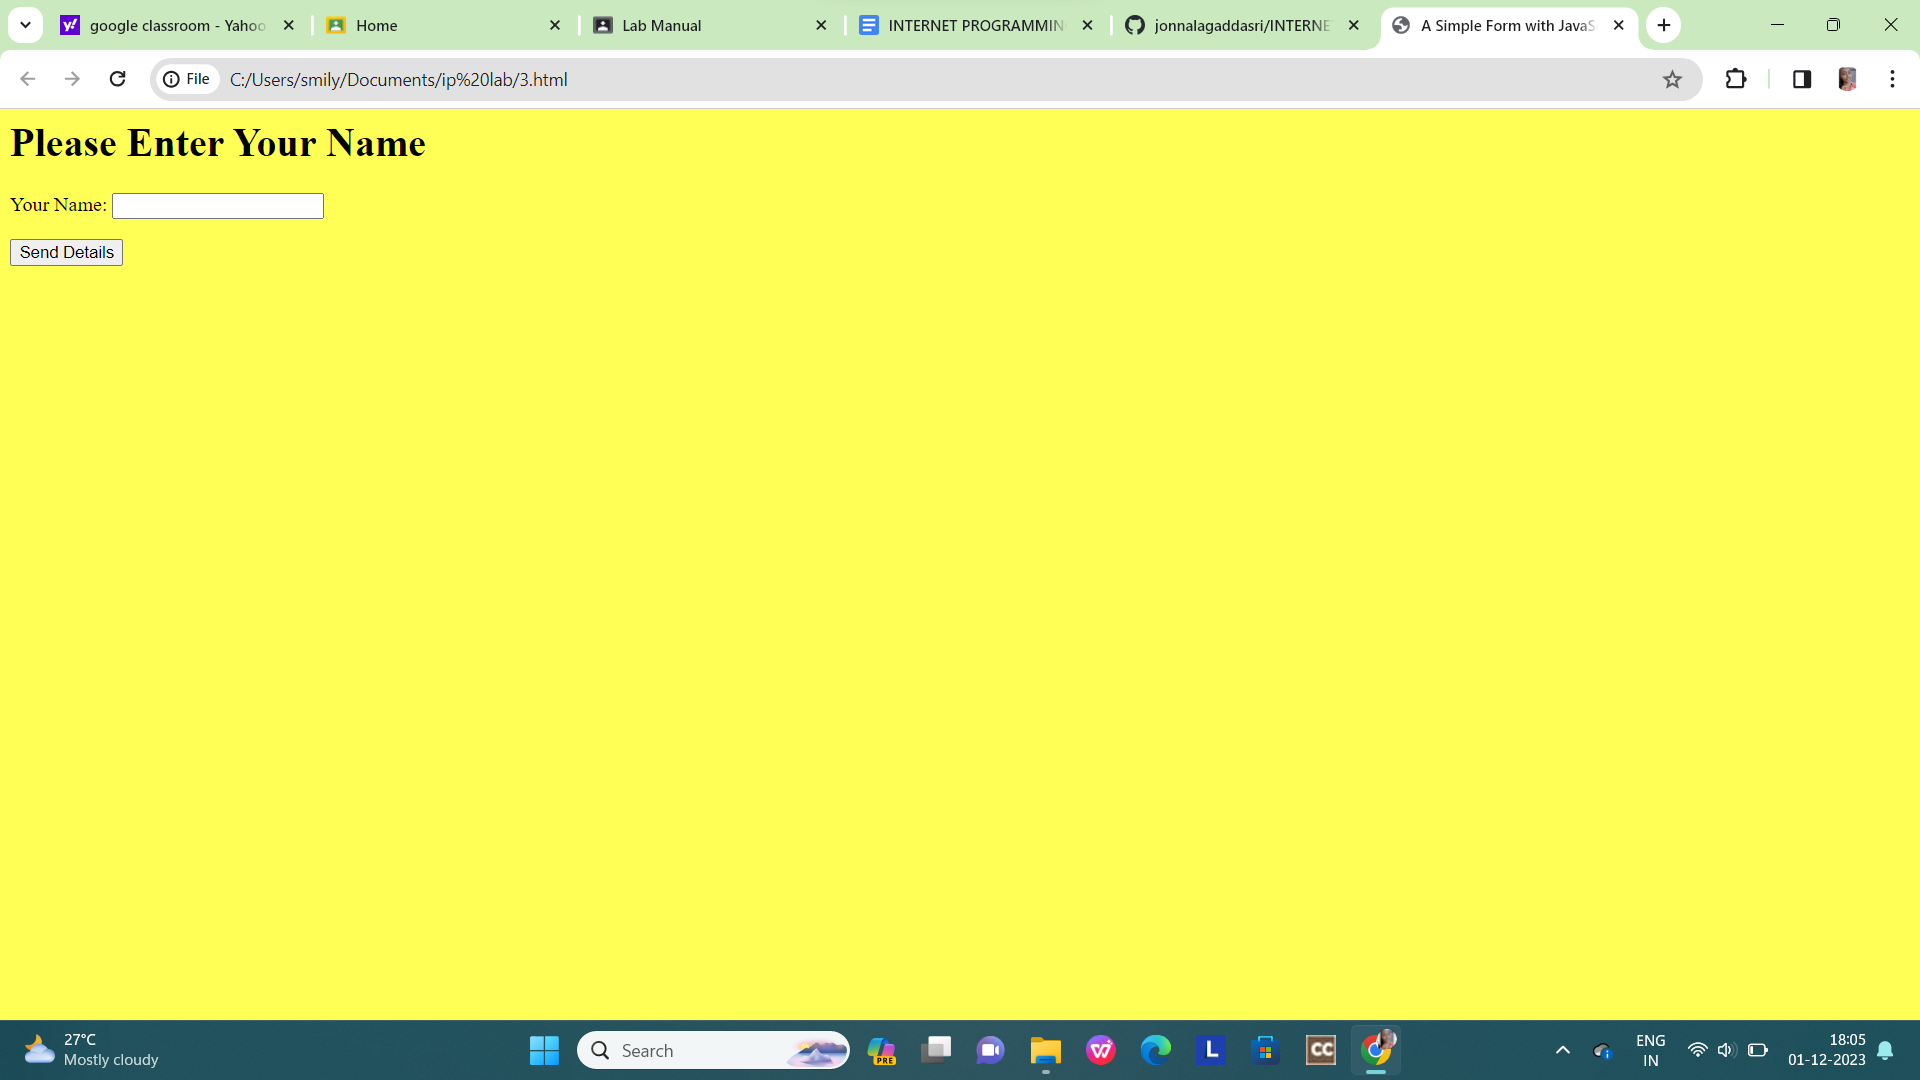 google classroom - Yahoo
Home
Lab Manual
INTERNET PROGRAMMIN
jonnalagaddasri/INTERNE
A Simple Form with JavaS
File
C:/Users/smily/Documents/ip%20lab/3.html
Please Enter Your Name
Your Name:
Send Details
27°C
Mostly cloudy
Search
PRE
L
CC
ENG
IN
18:05
01-12-2023